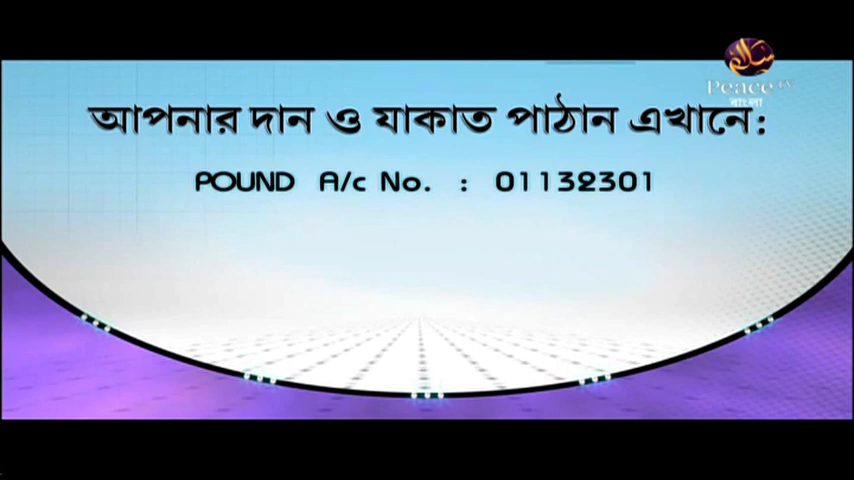 Peace TV
বাংলা
আপনার দান ও যাকাত পাঠান এখানে:
POUND A/c No. : 01132301